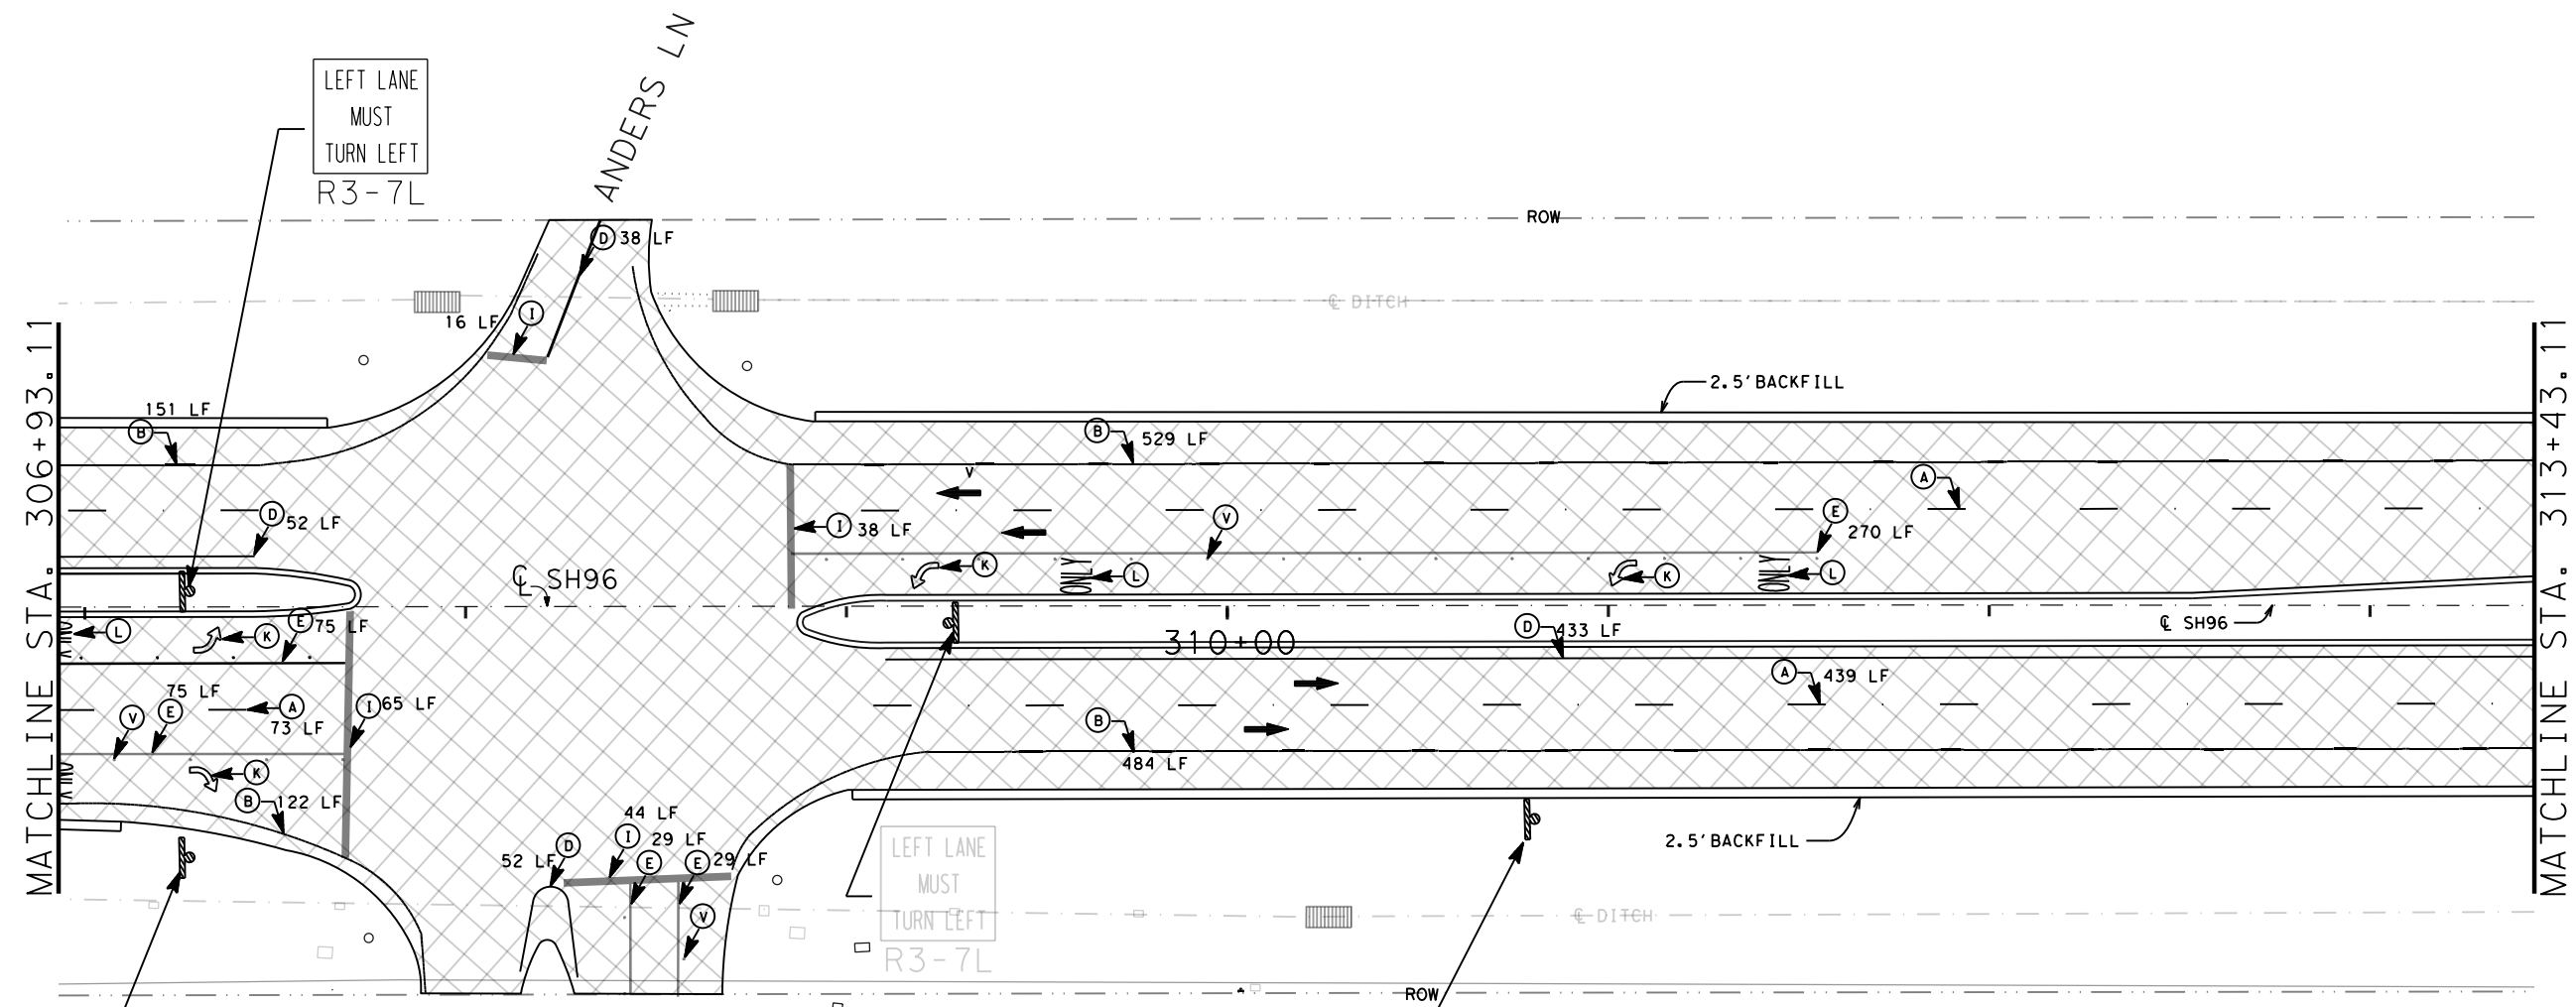 ANDERS LN
LEFT LANE
MUST
TURN LEFT
R3-7L
ROW
D 38 LF
℄ DITCH
I
16 LF
2.5'BACKFILL
MATCHLINE STA. 306+93.11
MATCHLINE STA. 313+43.11
151 LF
B
B
529 LF
V
A
D 52 LF
I 38 LF
V
E
270 LF
K
ONLY
L
K
ONLY
L
℄ SH96
L
K
E 75 LF
310+00
D 433 LF
℄ SH96
75 LF
V
E
A
73 LF
I 65 LF
A 439 LF
B
484 LF
K
B 122 LF
2.5'BACKFILL
44 LF
I
29 LF
D
52 LF
E
E 29 LF
V
LEFT LANE
MUST
TURN LEFT
R3-7L
℄ DITCH
ROW